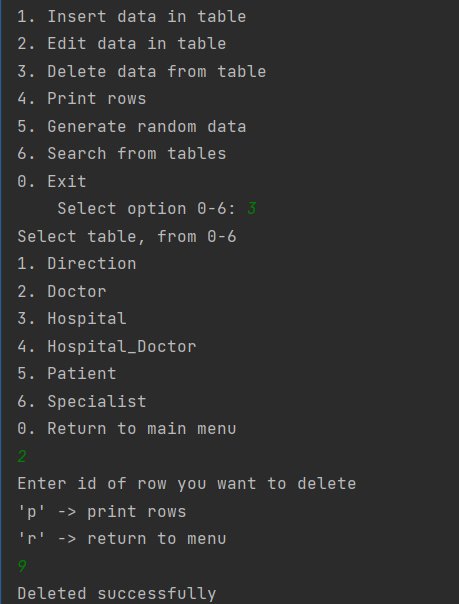 1. Insert data in table
2. Edit data in table
3. Delete data from table
4. Print rows
5. Generate random data
6. Search from tables
0. Exit
Select option 0-6: 3
Select table, from 0-6
1. Direction
2. Doctor
3. Hospital
4. Hospital_Doctor
5. Patient
6. Specialist
0. Return to main menu
2
Enter id of row you want to delete
'p' -> print rows
'r' -> return to menu
9
Deleted successfully